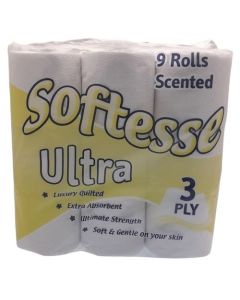 9 Rolls
Scented
Softesse
Ultra
Luxury Quilted
Extra Absorbent
Ultimate Strength
Soft & Gentle on your skin
3
PLY